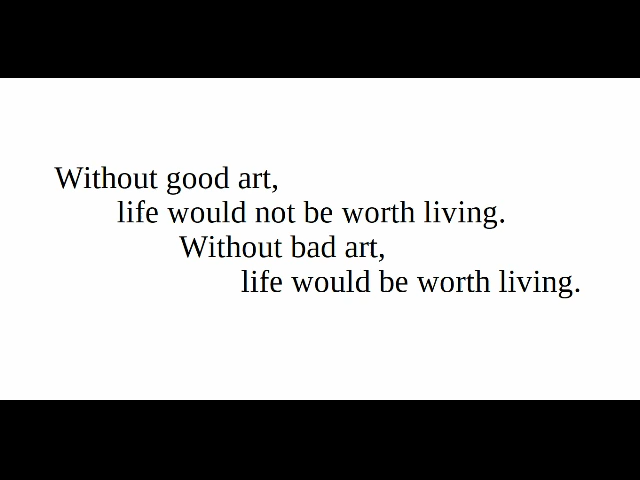 Without good art,
life would not be worth living.
Without bad art,
life would be worth living.